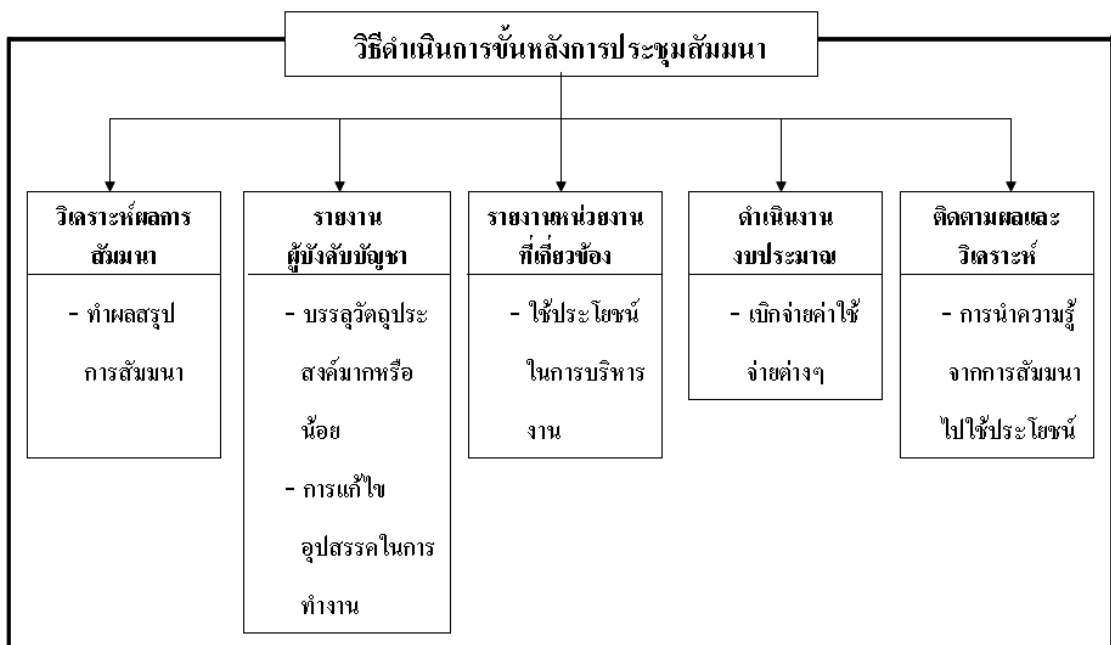 วิธีดำเนินการขั้นหลังการประชุมสัมมนา
วิเคราะห์ผลการ
สัมมนา
- ทำผลสรุป
การสัมมนา
รายงาน
ผู้บังคับบัญชา
- บรรลุวัตถุประ
สงค์มากหรือ
น้อย
- การแก้ไข
อุปสรรคในการ
ทำงาน
รายงานหน่วยงาน
ที่เกี่ยวข้อง
- ใช้ประโยชน์
ในการบริหาร
งาน
ดำเนินงาน
งบประมาณ
- เบิกจ่ายค่าใช้
จ่ายต่างๆ
ติดตามผลและ
วิเคราะห์
- การนำความรู้
จากการสัมมนา
ไปใช้ประโยชน์